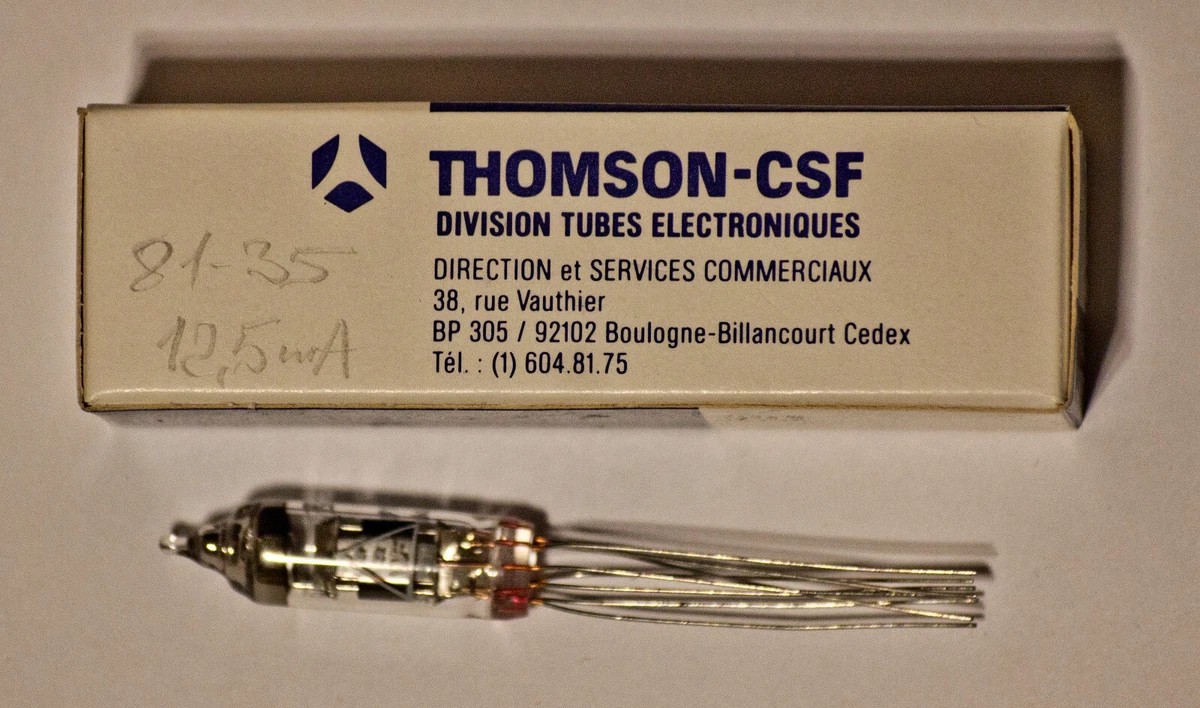 THOMSON-CSF
DIVISION TUBES ELECTRONIQUES
DIRECTION et SERVICES COMMERCIAUX
38, rue Vauthier
BP 305 / 92102 Boulogne-Billancourt Cedex
Tél. : (1) 604.81.75
81-35
12,5 mA